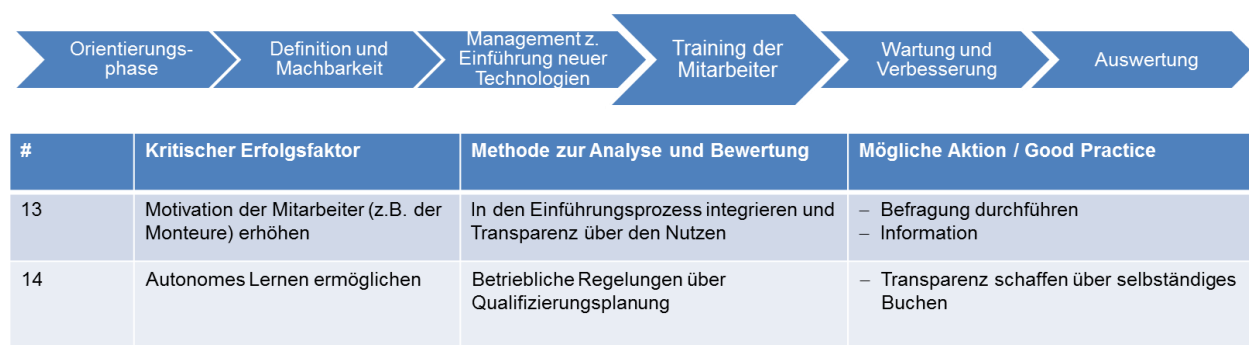 Orientierungs-
phase
Definition und
Machbarkeit
Management z.
Einführung neuer
Technologien
Training der
Mitarbeiter
Wartung und
Verbesserung
Auswertung
# Kritischer Erfolgsfaktor Methode zur Analyse und Bewertung Mögliche Aktion / Good Practice
13 Motivation der Mitarbeiter (z.B. der In den Einführungsprozess integrieren und – Befragung durchführen
Monteure) erhöhen Transparenz über den Nutzen – Information
14 Autonomes Lernen ermöglichen Betriebliche Regelungen über – Transparenz schaffen über selbständiges
Qualifizierungsplanung Buchen